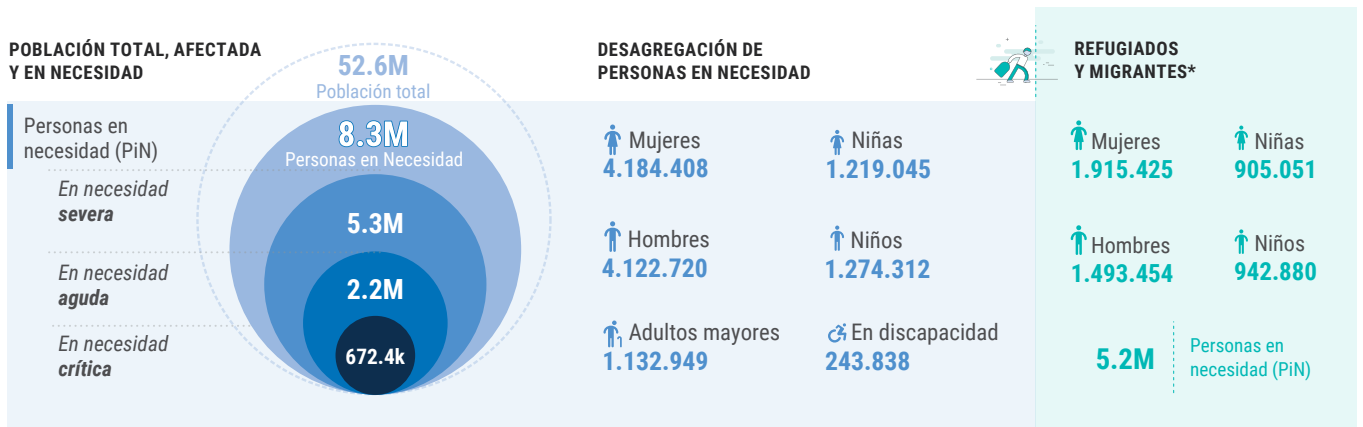 POBLACIÓN TOTAL, AFECTADA
Y EN NECESIDAD
52.6M
Población total
Personas en
necesidad (PiN)
8.3M
Personas en Necesidad
En necesidad
severa
5.3M
En necesidad
aguda
2.2M
En necesidad
crítica
672.4k
DESAGREGACIÓN DE
PERSONAS EN NECESIDAD
Mujeres
4.184.408
Niñas
1.219.045
Hombres
4.122.720
Niños
1.274.312
Adultos mayores
1.132.949
En discapacidad
243.838
REFUGIADOS
Y MIGRANTES*
Mujeres
1.915.425
Niñas
905.051
Hombres
1.493.454
Niños
942.880
5.2M
Personas en
necesidad (PiN)